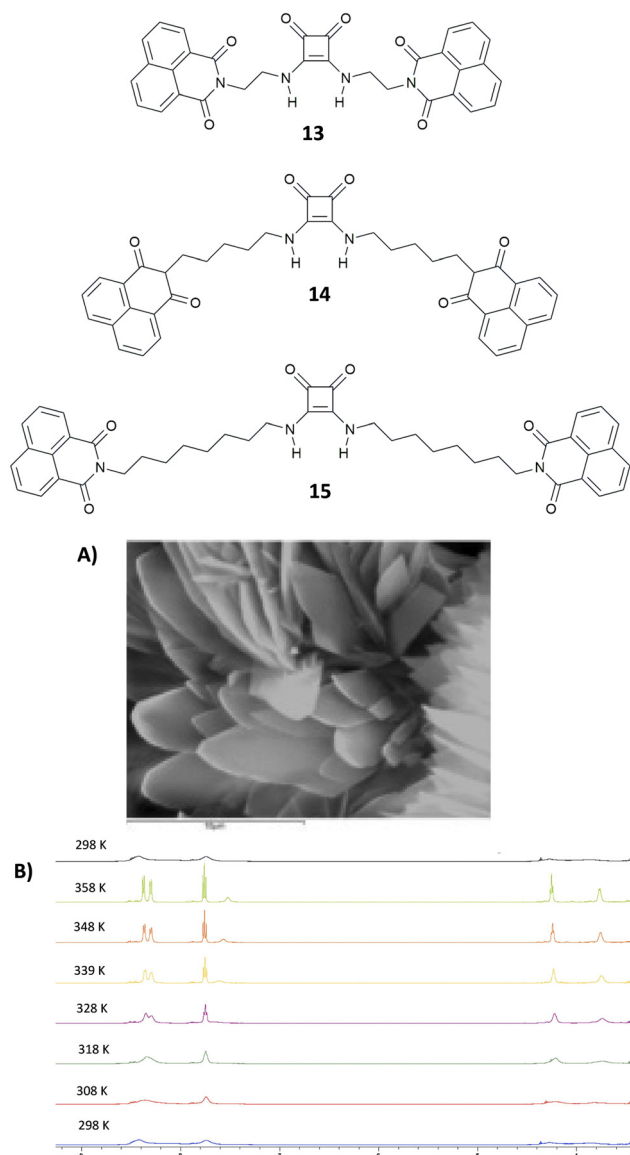 O O
O O
N N N N
H H
O O
13
O O
O N N O
H H
O O
14
O O
O N N O
H H
N N
O O
15
A)
298 K
B)
358 K
348 K
339 K
328 K
318 K
308 K
298 K